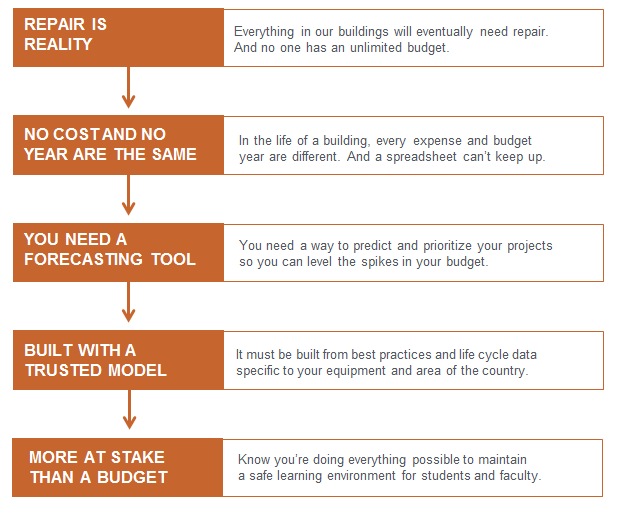 REPAIR IS
REALITY
Everything in our buildings will eventually need repair.
And no one has an unlimited budget.
NO COST AND NO
YEAR ARE THE SAME
In the life of a building, every expense and budget
year are different. And a spreadsheet can't keep up.
YOU NEED A
FORECASTING TOOL
You need a way to predict and prioritize your projects
so you can level the spikes in your budget.
BUILT WITH A
TRUSTED MODEL
It must be built from best practices and life cycle data
specific to your equipment and area of the country.
MORE AT STAKE
THAN A BUDGET
Know you're doing everything possible to maintain
a safe learning environment for students and faculty.